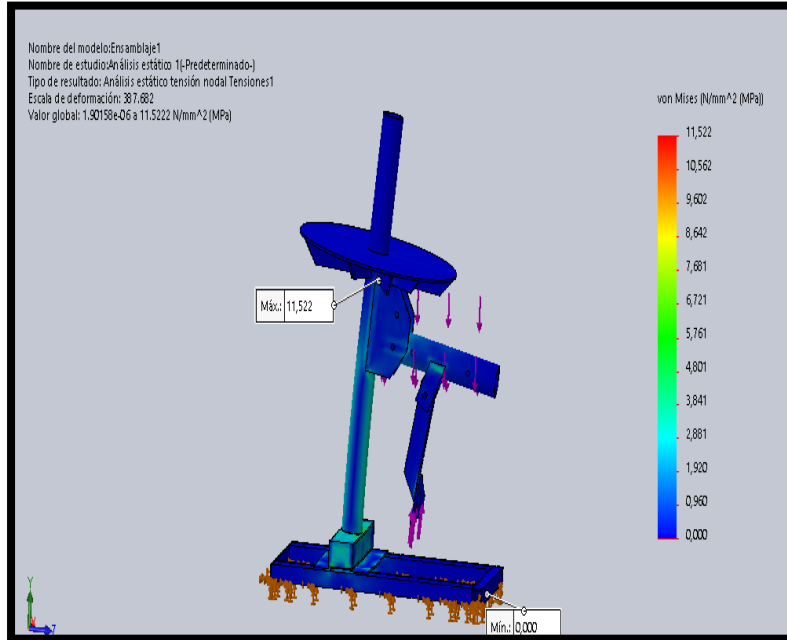 Nombre del modelo:Ensamblaje1
Nombre de estudio:Análisis estático 1(-Predeterminado-)
Tipo de resultado: Análisis estático tensión nodal Tensiones1
Escala de deformación: 387.682
Valor global: 1.90158e-06 a 11.5222 N/mm^2 (MPa)
von Mises (N/mm^2 (MPa))
11,522
10,562
9,602
8,642
7,681
6,721
5,761
4,801
3,841
2,881
1,920
0,960
0,000
Máx.: 11,522
Mín.: 0,000
Y
Z